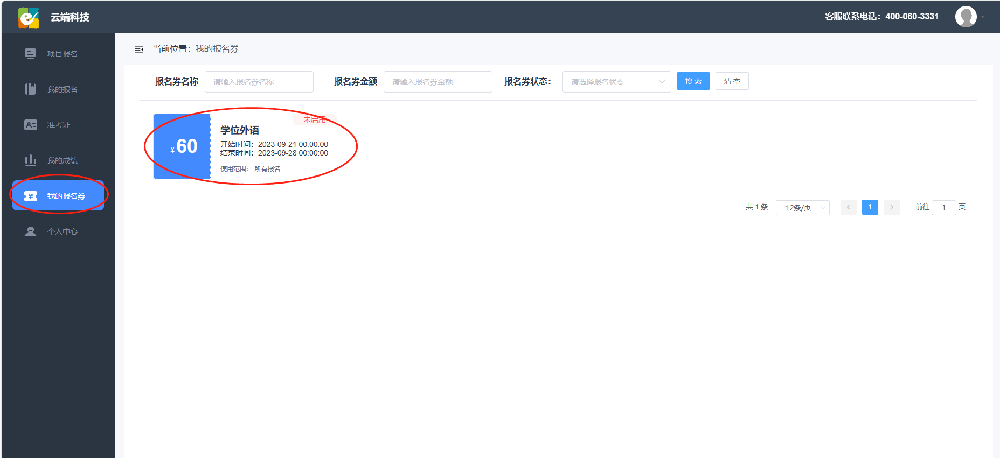 云端科技
客服联系电话：400-060-3331
项目报名
我的报名
准考证
我的成绩
我的报名券
个人中心
当前位置：我的报名券
报名券名称 请输入报名券名称 报名券金额 请输入报名券金额 报名券状态： 请选择报名状态 搜 索 清 空
未启用
¥60
学位外语
开始时间：2023-09-21 00:00:00
结束时间：2023-09-28 00:00:00
使用范围： 所有报名
共 1 条 12条/页 1 前往 1 页